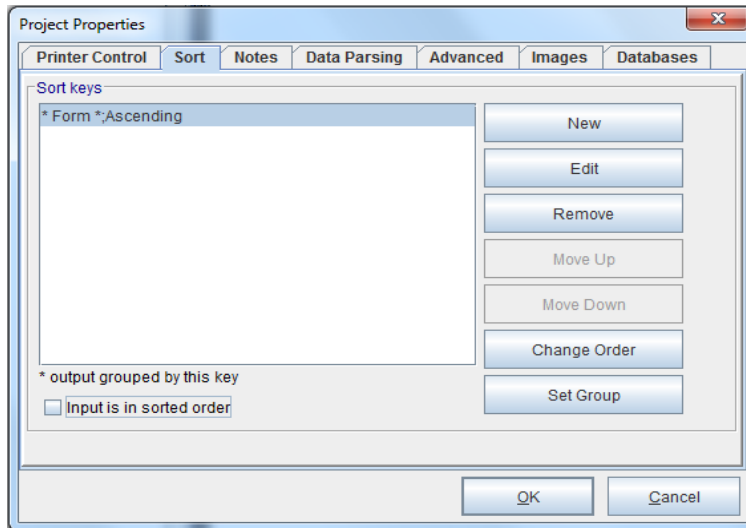 Project Properties
Printer Control Sort Notes Data Parsing Advanced Images Databases
Sort keys
* Form *;Ascending
New
Edit
Remove
Move Up
Move Down
Change Order
Set Group
* output grouped by this key
Input is in sorted order
OK Cancel